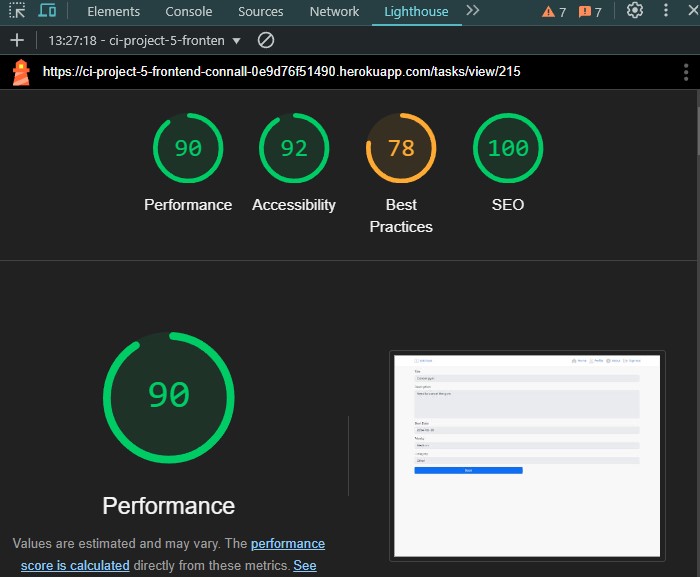 Elements Console Sources Network Lighthouse 7 7
13:27:18 - ci-project-5-fronten
https://ci-project-5-frontend-connall-0e9d76f51490.herokuapp.com/tasks/view/215
90 92 78 100
Performance Accessibility Best Practices SEO
90
Performance
Values are estimated and may vary. The performance
score is calculated directly from these metrics. See